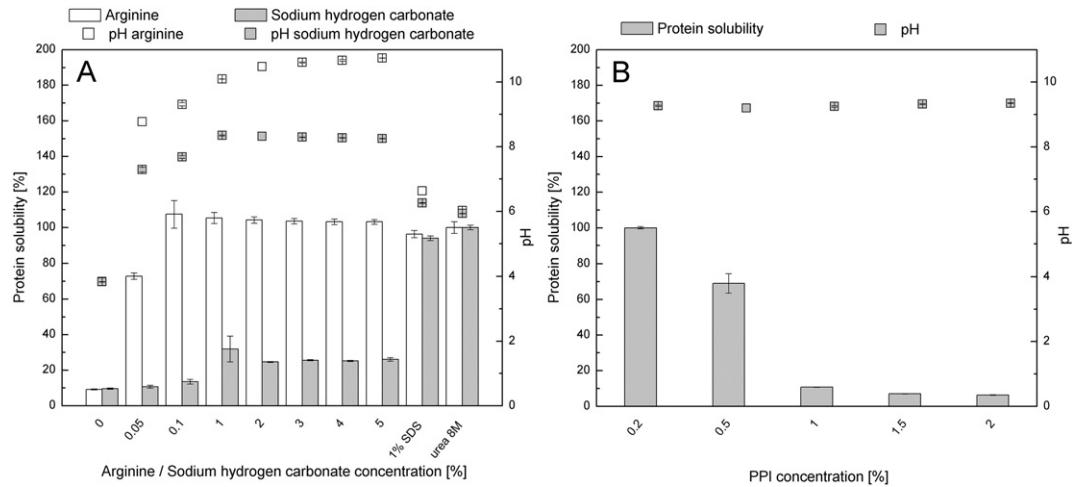 Arginine
Sodium hydrogen carbonate
pH arginine
pH sodium hydrogen carbonate
A
200
180
160
140
120
100
80
60
40
20
0
Protein solubility [%]
10
8
6
4
2
0
pH
0
0.05
0.1
1
2
3
4
5
1% SDS
urea 8M
Arginine / Sodium hydrogen carbonate concentration [%]
Protein solubility
pH
B
200
180
160
140
120
100
80
60
40
20
0
Protein solubility [%]
10
8
6
4
2
0
pH
0.2
0.5
1
1.5
2
PPI concentration [%]